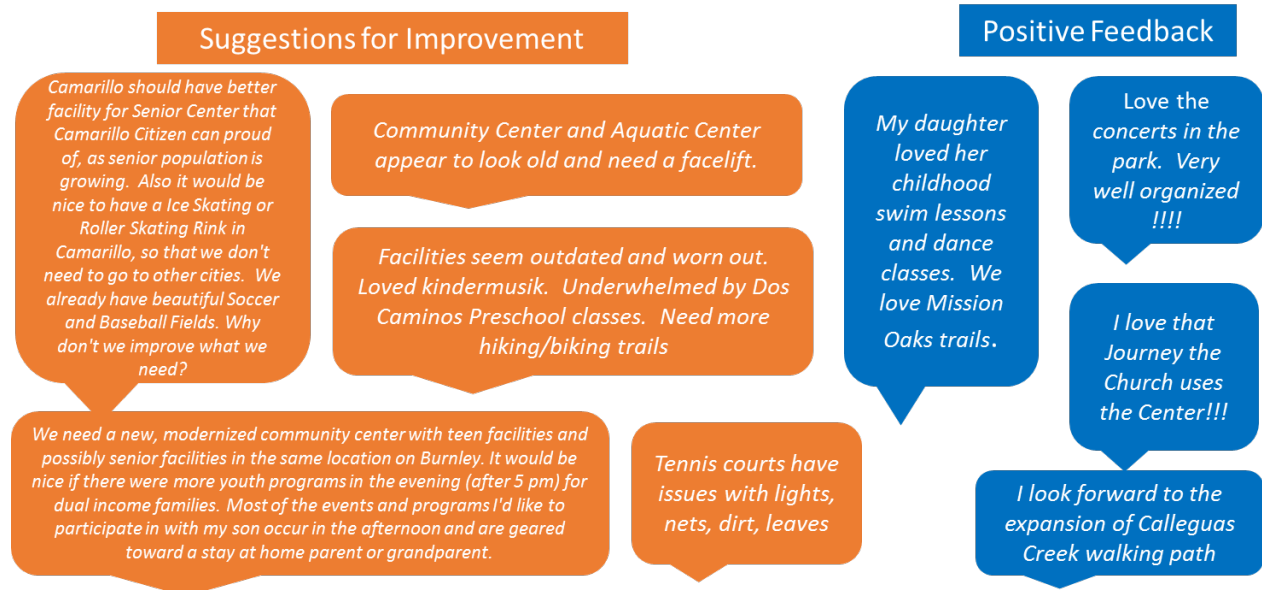 Suggestions for Improvement
Camarillo should have better
facility for Senior Center that
Camarillo Citizen can proud
of, as senior population is
growing.  Also it would be
nice to have a Ice Skating or
Roller Skating Rink in
Camarillo, so that we don't
need to go to other cities.  We
already have beautiful Soccer
and Baseball Fields. Why
don't we improve what we
need?
Community Center and Aquatic Center
appear to look old and need a facelift.
Facilities seem outdated and worn out.
Loved kindermusik.  Underwhelmed by Dos
Caminos Preschool classes.  Need more
hiking/biking trails
We need a new, modernized community center with teen facilities and
possibly senior facilities in the same location on Burnley. It would be
nice if there were more youth programs in the evening (after 5 pm) for
dual income families. Most of the events and programs I'd like to
participate in with my son occur in the afternoon and are geared
toward a stay at home parent or grandparent.
Tennis courts have
issues with lights,
nets, dirt, leaves
Positive Feedback
My daughter
loved her
childhood
swim lessons
and dance
classes.  We
love Mission
Oaks trails.
Love the
concerts in the
park.  Very
well organized
!!!!
I love that
Journey the
Church uses
the Center!!!
I look forward to the
expansion of Calleguas
Creek walking path